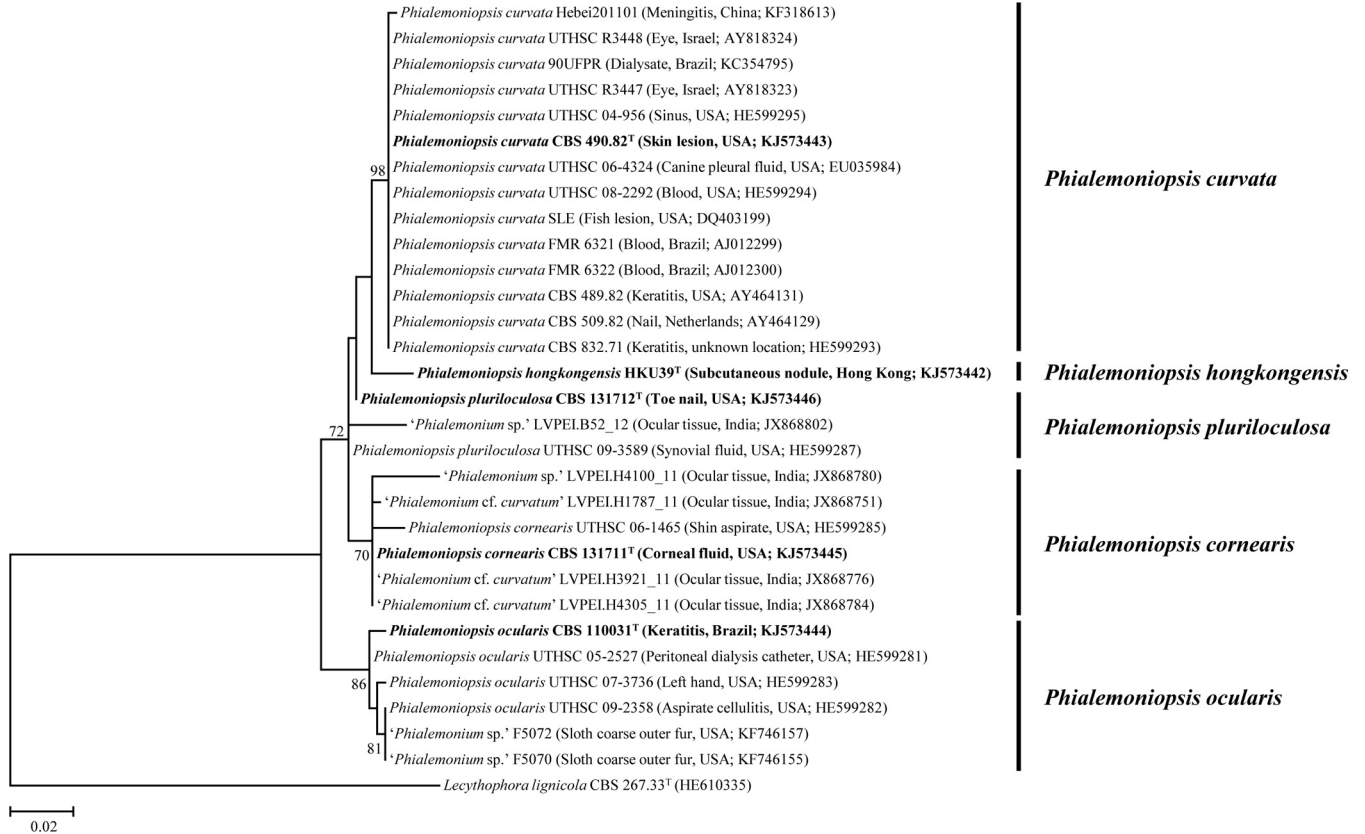 Phialemoniopsis curvata Hebei201101 (Meningitis, China; KF318613)
Phialemoniopsis curvata UTHSC R3448 (Eye, Israel; AY818324)
Phialemoniopsis curvata 90UFPR (Dialysate, Brazil; KC354795)
Phialemoniopsis curvata UTHSC R3447 (Eye, Israel; AY818323)
Phialemoniopsis curvata UTHSC 04-956 (Sinus, USA; HE599295)
Phialemoniopsis curvata CBS 490.82ᵀ (Skin lesion, USA; KJ573443)
Phialemoniopsis curvata UTHSC 06-4324 (Canine pleural fluid, USA; EU035984)
98
Phialemoniopsis curvata
Phialemoniopsis curvata UTHSC 08-2292 (Blood, USA; HE599294)
Phialemoniopsis curvata SLE (Fish lesion, USA; DQ403199)
Phialemoniopsis curvata FMR 6321 (Blood, Brazil; AJ012299)
Phialemoniopsis curvata FMR 6322 (Blood, Brazil; AJ012300)
Phialemoniopsis curvata CBS 489.82 (Keratitis, USA; AY464131)
Phialemoniopsis curvata CBS 509.82 (Nail, Netherlands; AY464129)
Phialemoniopsis curvata CBS 832.71 (Keratitis, unknown location; HE599293)
Phialemoniopsis hongkongensis HKU39ᵀ (Subcutaneous nodule, Hong Kong; KJ573442)
Phialemoniopsis hongkongensis
Phialemoniopsis pluriloculosa CBS 131712ᵀ (Toe nail, USA; KJ573446)
‘Phialemonium sp.’ LVPEI.B52_12 (Ocular tissue, India; JX868802)
Phialemoniopsis pluriloculosa
72
Phialemoniopsis pluriloculosa UTHSC 09-3589 (Synovial fluid, USA; HE599287)
‘Phialemonium sp.’ LVPEI.H4100_11 (Ocular tissue, India; JX868780)
‘Phialemonium cf. curvatum’ LVPEI.H1787_11 (Ocular tissue, India; JX868751)
Phialemoniopsis cornearis UTHSC 06-1465 (Shin aspirate, USA; HE599285)
Phialemoniopsis cornearis
70
Phialemoniopsis cornearis CBS 131711ᵀ (Corneal fluid, USA; KJ573445)
‘Phialemonium cf. curvatum’ LVPEI.H3921_11 (Ocular tissue, India; JX868776)
‘Phialemonium cf. curvatum’ LVPEI.H4305_11 (Ocular tissue, India; JX868784)
Phialemoniopsis ocularis CBS 110031ᵀ (Keratitis, Brazil; KJ573444)
Phialemoniopsis ocularis UTHSC 05-2527 (Peritoneal dialysis catheter, USA; HE599281)
86
Phialemoniopsis ocularis UTHSC 07-3736 (Left hand, USA; HE599283)
Phialemoniopsis ocularis
Phialemoniopsis ocularis UTHSC 09-2358 (Aspirate cellulitis, USA; HE599282)
‘Phialemonium sp.’ F5072 (Sloth coarse outer fur, USA; KF746157)
81
‘Phialemonium sp.’ F5070 (Sloth coarse outer fur, USA; KF746155)
Lecythophora lignicola CBS 267.33ᵀ (HE610335)
0.02